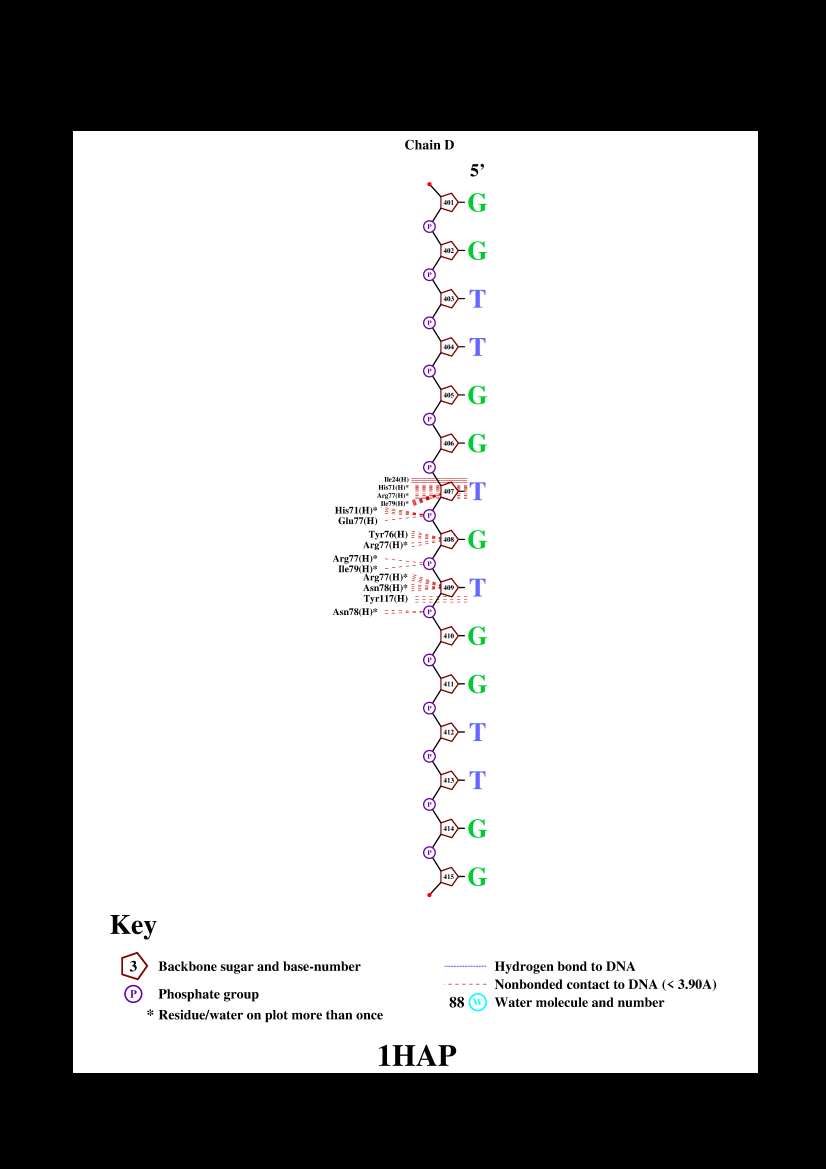 Chain D
5’
401 G
P
402 G
P
403 T
P
404 T
P
405 G
P
406 G
P
Ile24(H)
His71(H)*
407 T
Arg77(H)*
Ile79(H)*
His71(H)*
P
Glu77(H)
Tyr76(H)
408 G
Arg77(H)*
Arg77(H)*
P
Ile79(H)*
Arg77(H)*
Asn78(H)* 409 T
Tyr117(H)
Asn78(H)* P
410 G
P
411 G
P
412 T
P
413 T
P
414 G
P
415 G
Key
3 Backbone sugar and base-number
P Phosphate group
* Residue/water on plot more than once
Hydrogen bond to DNA
Nonbonded contact to DNA (< 3.90A)
88 W Water molecule and number
1HAP